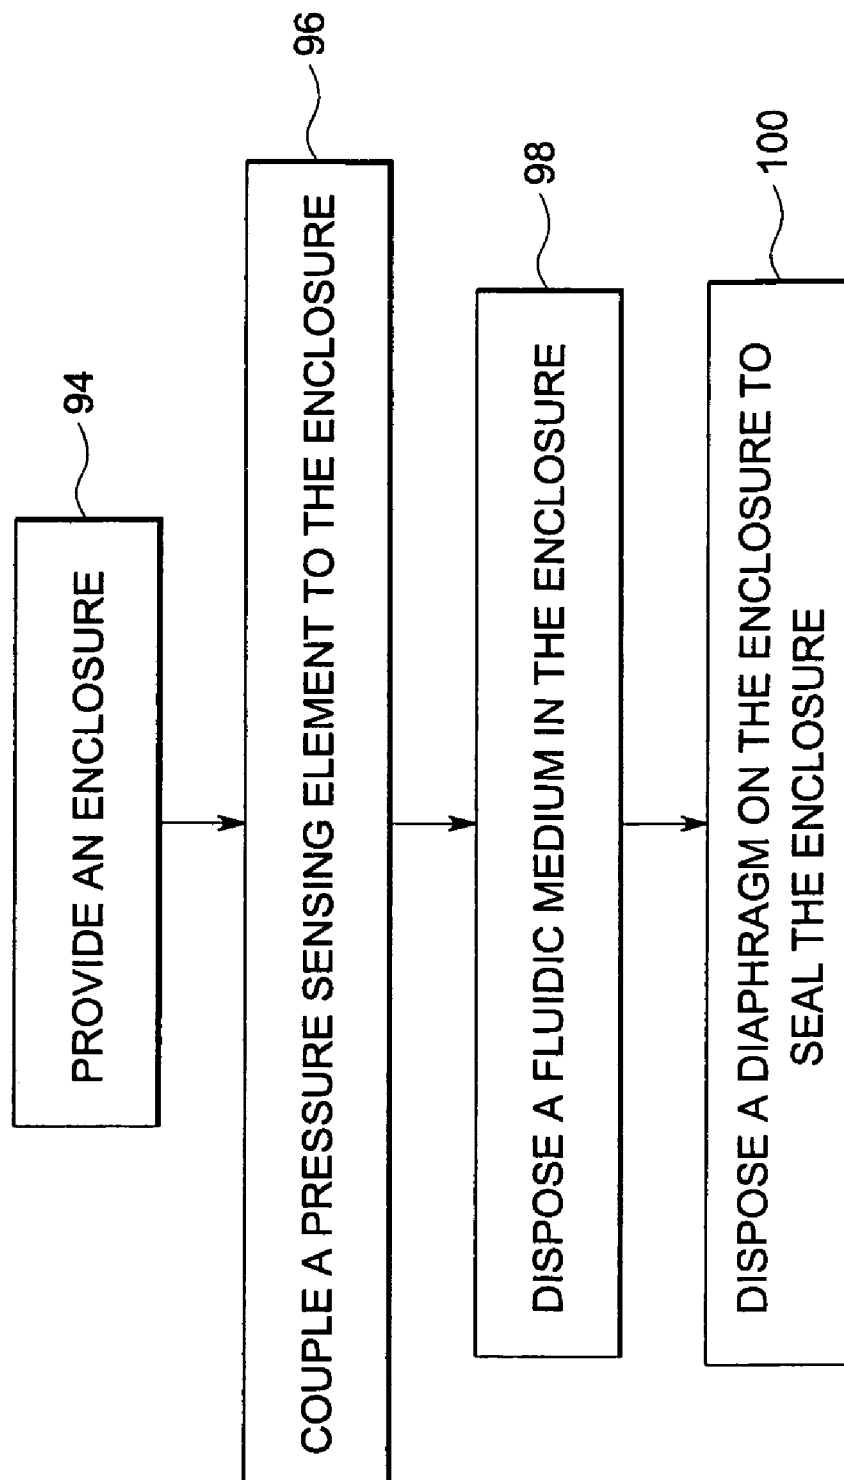 PROVIDE AN ENCLOSURE
94
COUPLE A PRESSURE SENSING ELEMENT TO THE ENCLOSURE
96
DISPOSE A FLUIDIC MEDIUM IN THE ENCLOSURE
98
DISPOSE A DIAPHRAGM ON THE ENCLOSURE TO
SEAL THE ENCLOSURE
100